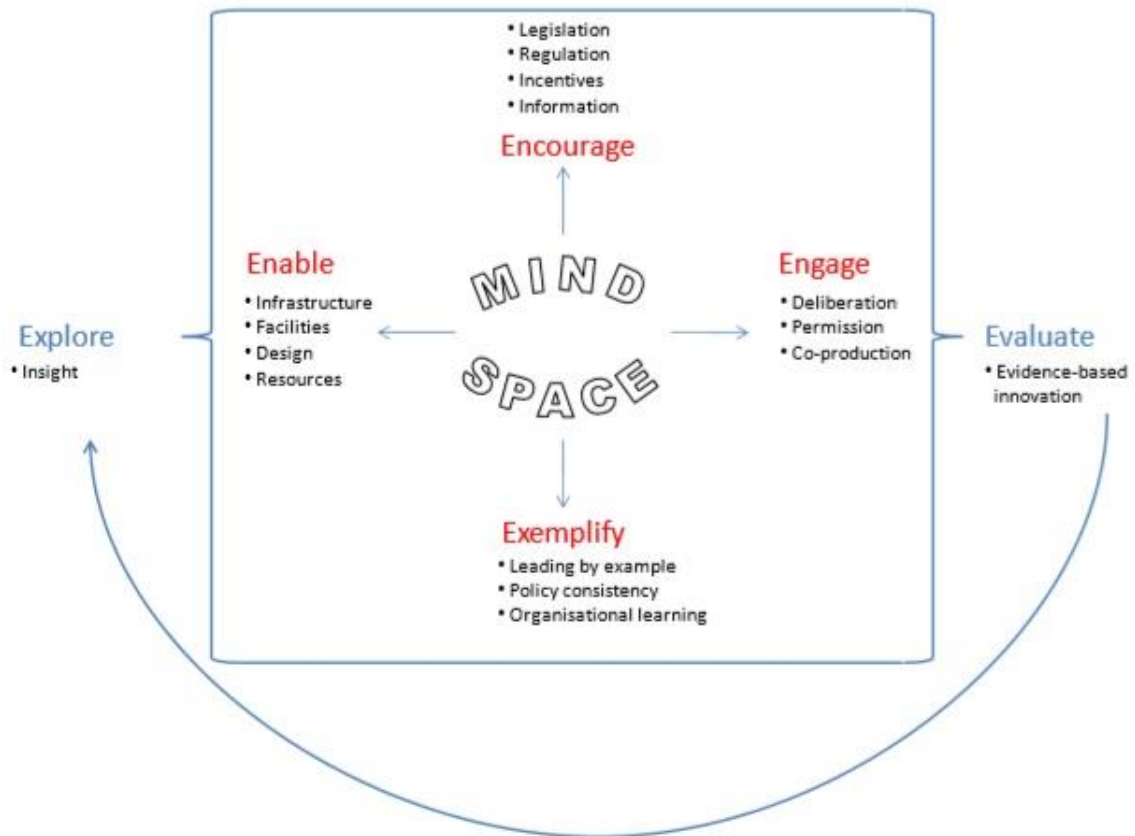 • Legislation
• Regulation
• Incentives
• Information
Encourage
Enable
• Infrastructure
• Facilities
• Design
• Resources
MIND
SPACE
Engage
• Deliberation
• Permission
• Co-production
Explore
• Insight
Evaluate
• Evidence-based
innovation
Exemplify
• Leading by example
• Policy consistency
• Organisational learning